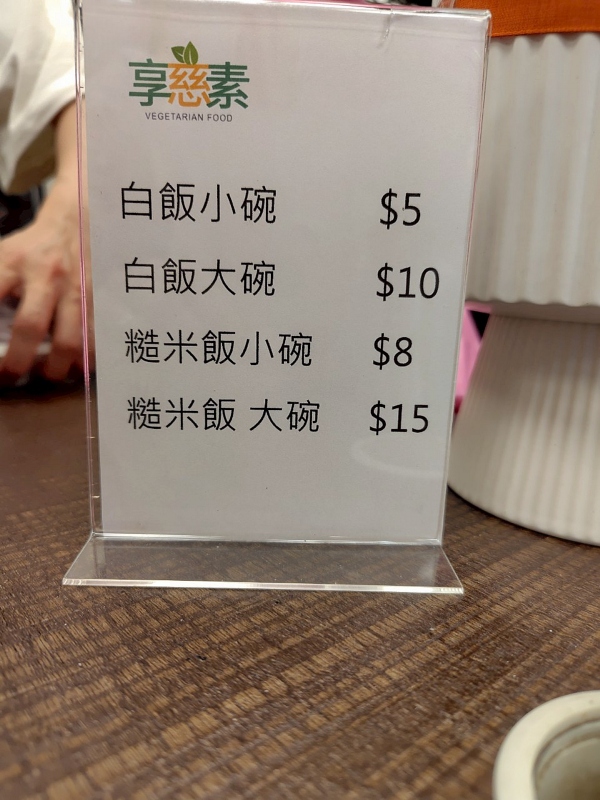 享慈素
VEGETARIAN FOOD
白飯小碗 $5
白飯大碗 $10
糙米飯小碗 $8
糙米飯 大碗 $15